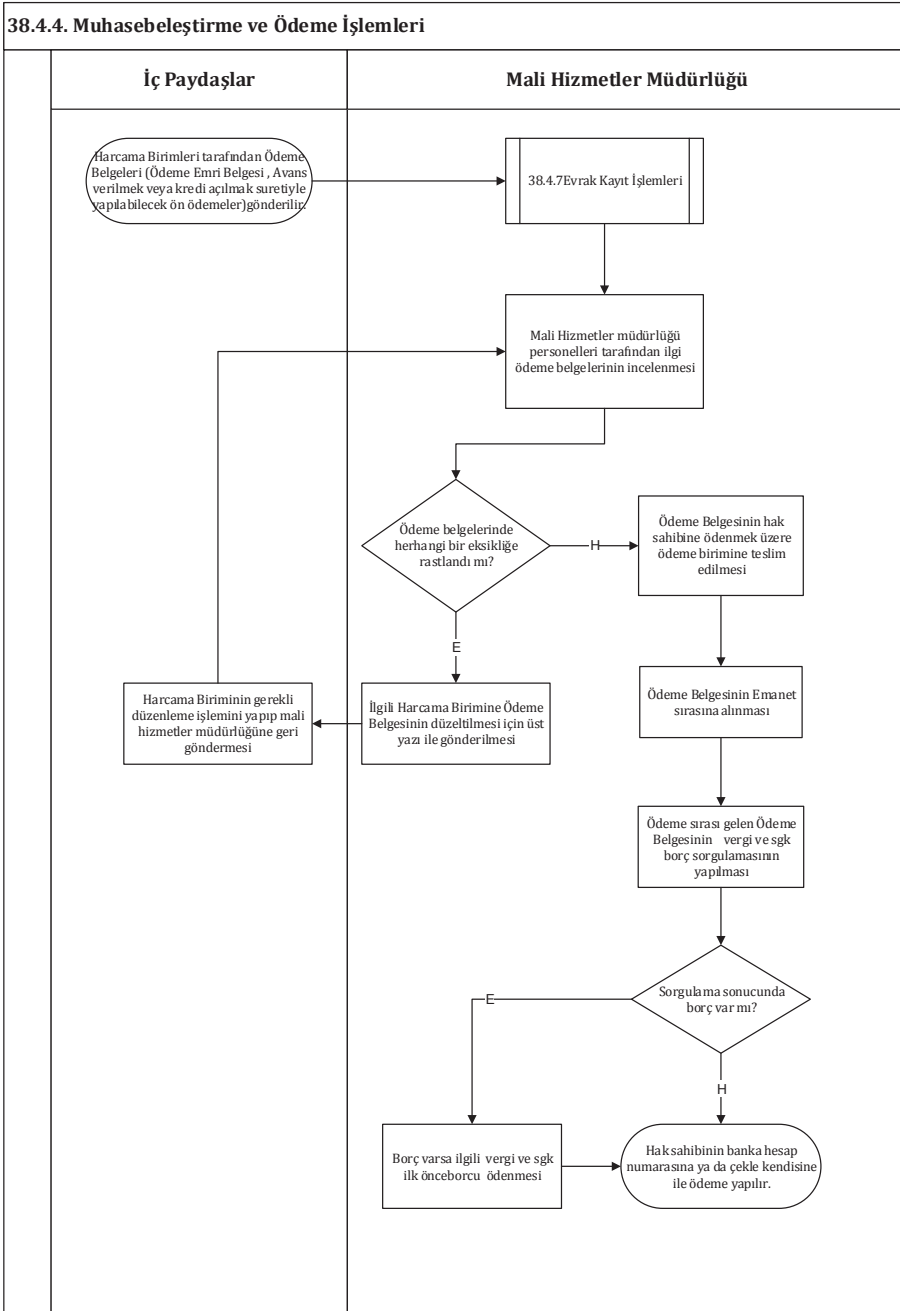 38.4.4. Muhasebeleştirme ve Ödeme İşlemleri
İç Paydaşlar
Mali Hizmetler Müdürlüğü
Harcama Birimleri tarafından Ödeme
Belgeleri (Ödeme Emri Belgesi , Avans
verilmek veya kredi açılmak suretiyle
yapılabilecek ön ödemeler)gönderilir.
38.4.7Evrak Kayıt İşlemleri
Mali Hizmetler müdürlüğü
personelleri tarafından ilgi
ödeme belgelerinin incelenmesi
Ödeme belgelerinde
herhangi bir eksikliğe
rastlandı mı?
H
Ödeme Belgesinin hak
sahibine ödenmek üzere
ödeme birimine teslim
edilmesi
E
Harcama Biriminin gerekli
düzenleme işlemini yapıp mali
hizmetler müdürlüğüne geri
göndermesi
İlgili Harcama Birimine Ödeme
Belgesinin düzeltilmesi için üst
yazı ile gönderilmesi
Ödeme Belgesinin Emanet
sırasına alınması
Ödeme sırası gelen Ödeme
Belgesinin vergi ve sgk
borç sorgulamasının
yapılması
Sorgulama sonucunda
borç var mı?
E
H
Borç varsa ilgili vergi ve sgk
ilk önceborcu ödenmesi
Hak sahibinin banka hesap
numarasına ya da çekle kendisine
ile ödeme yapılır.